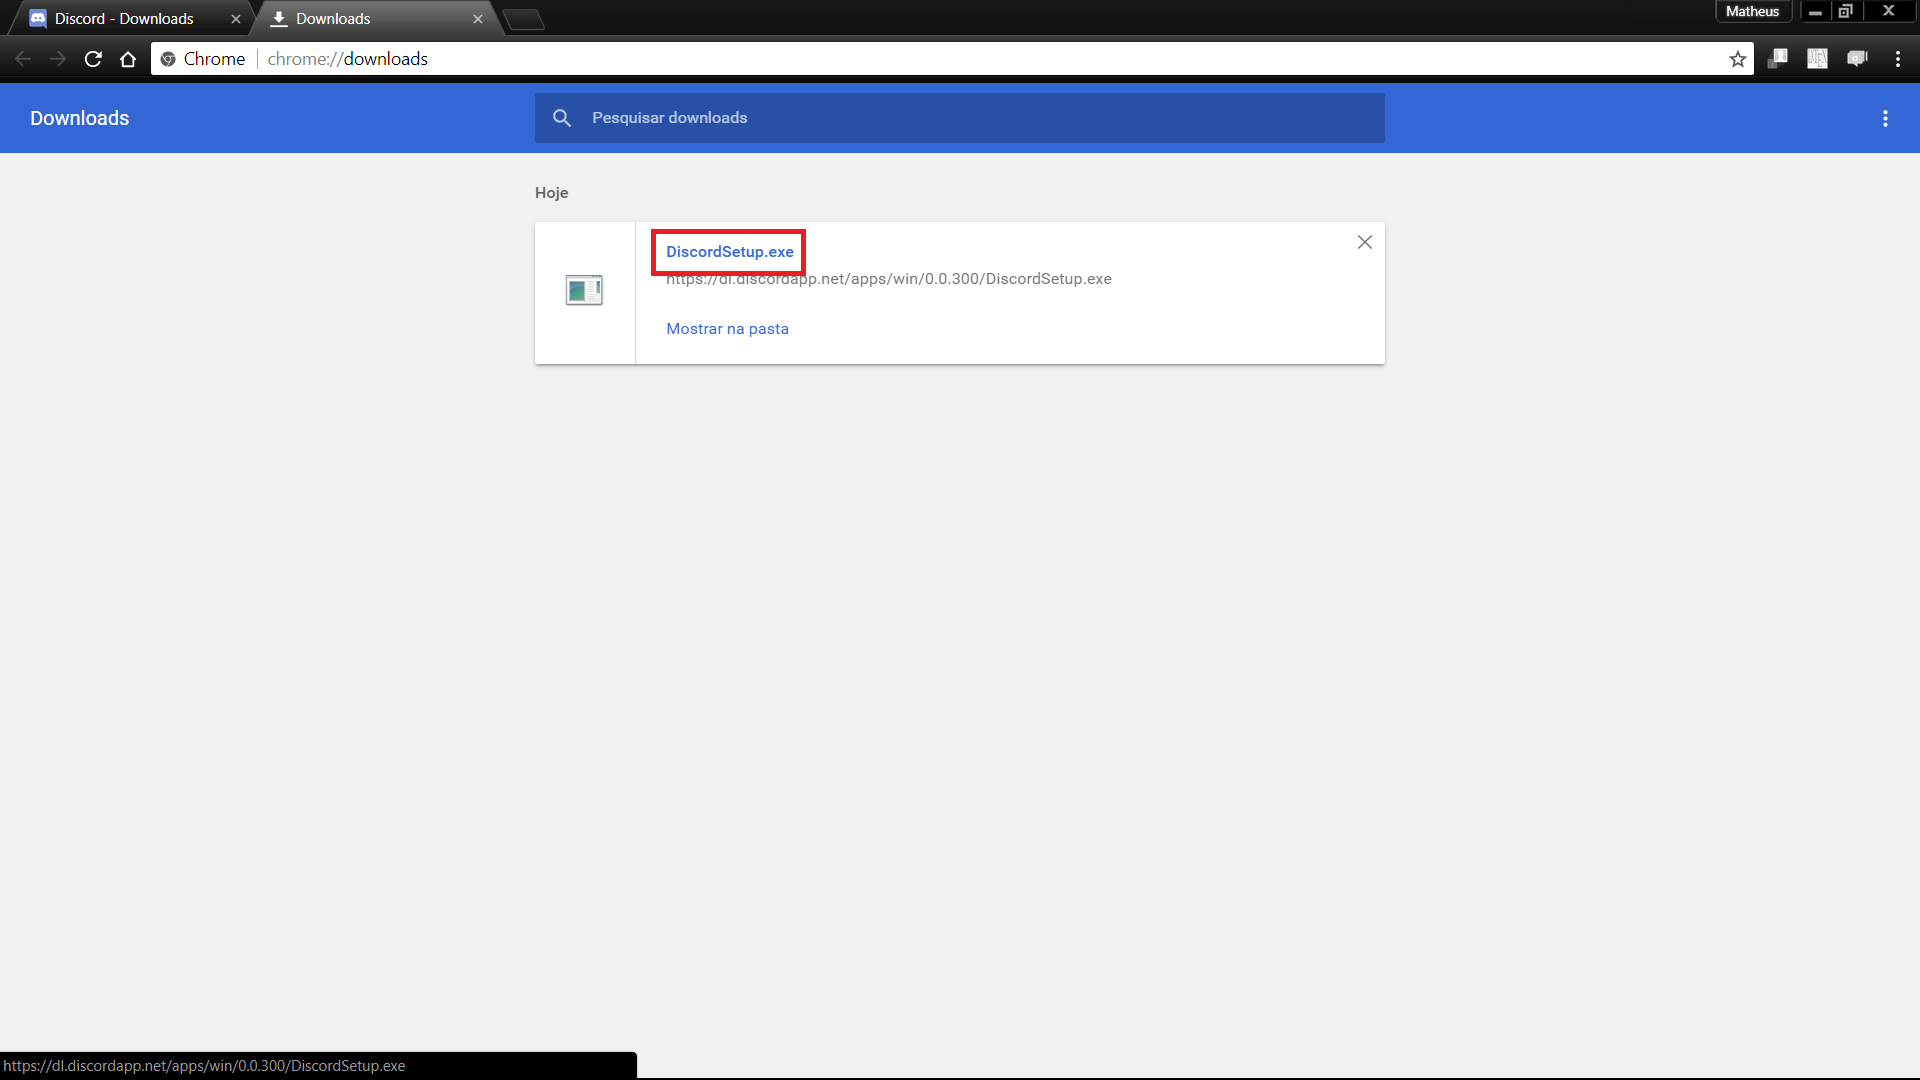 Discord - Downloads
Downloads
Matheus
Chrome
chrome://downloads
Downloads
Pesquisar downloads
Hoje
DiscordSetup.exe
https://dl.discordapp.net/apps/win/0.0.300/DiscordSetup.exe
Mostrar na pasta
https://dl.discordapp.net/apps/win/0.0.300/DiscordSetup.exe